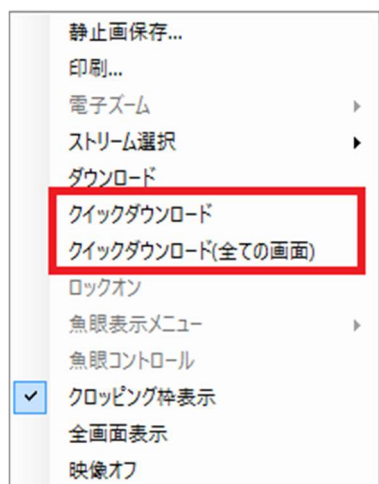 静止画保存...
印刷...
電子ズーム
ストリーム選択
ダウンロード
クイックダウンロード
クイックダウンロード(全ての画面)
ロックオン
魚眼表示メニュー
魚眼コントロール
クロッピング枠表示
全画面表示
映像オフ